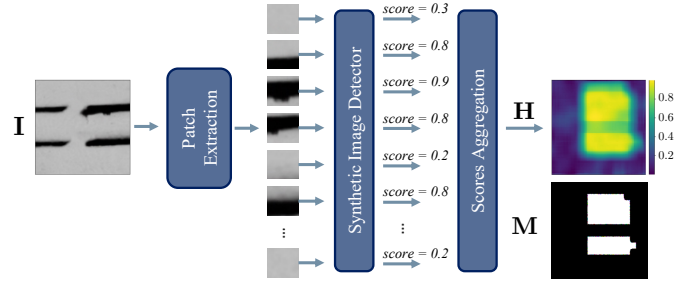 I
Patch Extraction
Synthetic Image Detector
score = 0.3
score = 0.8
score = 0.9
score = 0.8
score = 0.2
score = 0.8
...
...
score = 0.2
Scores Aggregation
H
0.8
0.6
0.4
0.2
M